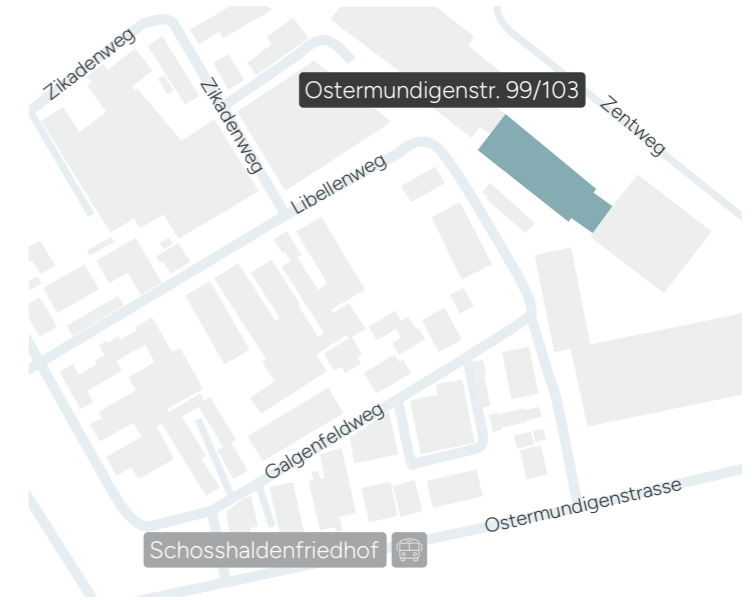 Zikadenweg
Zikadenweg
Ostermundigenstr. 99/103
Zentweg
Libellenweg
Galgenfeldweg
Ostermundigenstrasse
Schosshaldenfriedhof